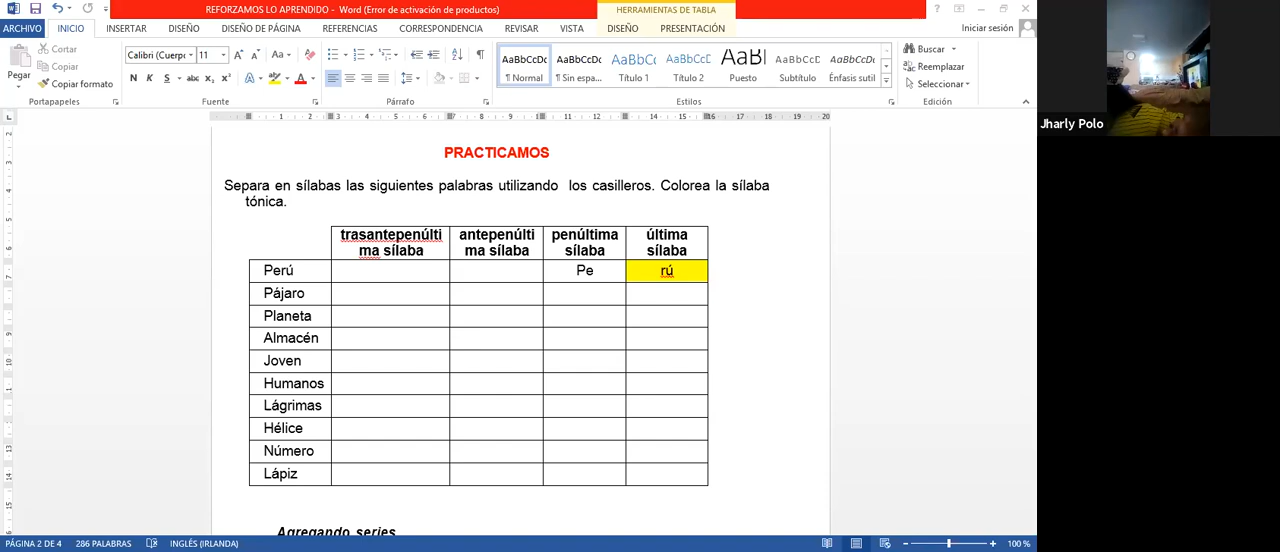 REFORZAMOS LO APRENDIDO - Word (Error de activación de productos)
HERRAMIENTAS DE TABLA
ARCHIVO INICIO INSERTAR DISEÑO DISEÑO DE PÁGINA REFERENCIAS CORRESPONDENCIA REVISAR VISTA DISEÑO PRESENTACIÓN Iniciar sesión
Pegar
Cortar
Copiar
Copiar formato
Portapapeles
Calibri (Cuerpo 11
Fuente
Párrafo
AaBbCcDc AaBbCcDc AaBbCc AaBbCcD AaBl AaBbCcD AaBbCcDc
¶ Normal ¶ Sin espa... Título 1 Título 2 Puesto Subtítulo Énfasis sutil
Estilos
Buscar
Reemplazar
Seleccionar
Edición
Jharly Polo
PRACTICAMOS
Separa en sílabas las siguientes palabras utilizando los casilleros. Colorea la sílaba
tónica.
trasantepenúlti antepenúlti penúltima última
ma sílaba ma sílaba sílaba sílaba
Perú Pe rú
Pájaro
Planeta
Almacén
Joven
Humanos
Lágrimas
Hélice
Número
Lápiz
Agregando series
PÁGINA 2 DE 4 286 PALABRAS INGLÉS (IRLANDA) 100 %